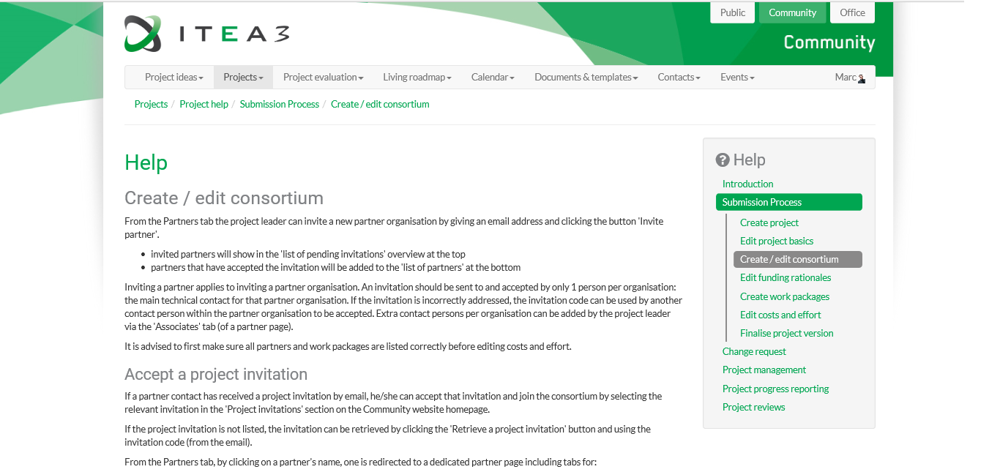 Public Community Office
ITEA3
Community
Project ideas Projects Project evaluation Living roadmap Calendar Documents & templates Contacts Events Marc
Projects / Project help / Submission Process / Create / edit consortium
Help
Create / edit consortium
From the Partners tab the project leader can invite a new partner organisation by giving an email address and clicking the button 'Invite
partner'.
• invited partners will show in the 'list of pending invitations' overview at the top
• partners that have accepted the invitation will be added to the 'list of partners' at the bottom
Inviting a partner applies to inviting a partner organisation. An invitation should be sent to and accepted by only 1 person per organisation:
the main technical contact for that partner organisation. If the invitation is incorrectly addressed, the invitation code can be used by another
contact person within the partner organisation to be accepted. Extra contact persons per organisation can be added by the project leader
via the 'Associates' tab (of a partner page).
It is advised to first make sure all partners and work packages are listed correctly before editing costs and effort.
Accept a project invitation
If a partner contact has received a project invitation by email, he/she can accept that invitation and join the consortium by selecting the
relevant invitation in the 'Project invitations' section on the Community website homepage.
If the project invitation is not listed, the invitation can be retrieved by clicking the 'Retrieve a project invitation' button and using the
invitation code (from the email).
From the Partners tab, by clicking on a partner's name, one is redirected to a dedicated partner page including tabs for:
? Help
Introduction
Submission Process
Create project
Edit project basics
Create / edit consortium
Edit funding rationales
Create work packages
Edit costs and effort
Finalise project version
Change request
Project management
Project progress reporting
Project reviews